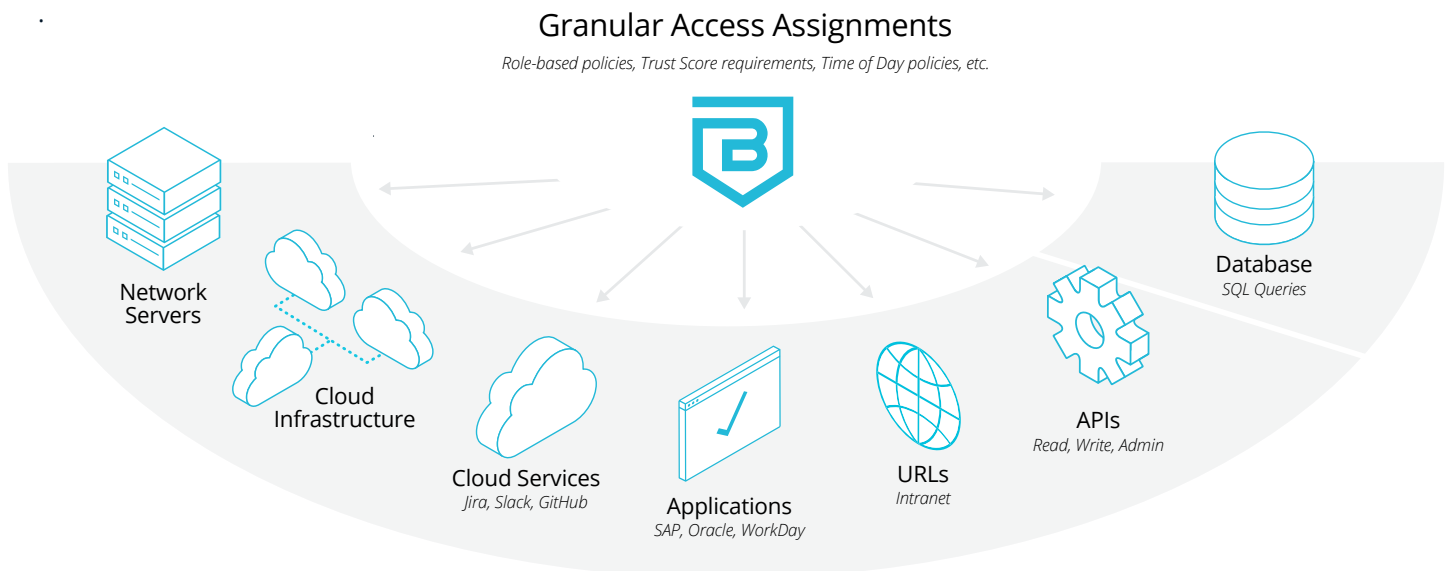 Granular Access Assignments
Role-based policies, Trust Score requirements, Time of Day policies, etc.
B
Network
Servers
Cloud
Infrastructure
Cloud Services
Jira, Slack, GitHub
Applications
SAP, Oracle, WorkDay
URLs
Intranet
APIs
Read, Write, Admin
Database
SQL Queries